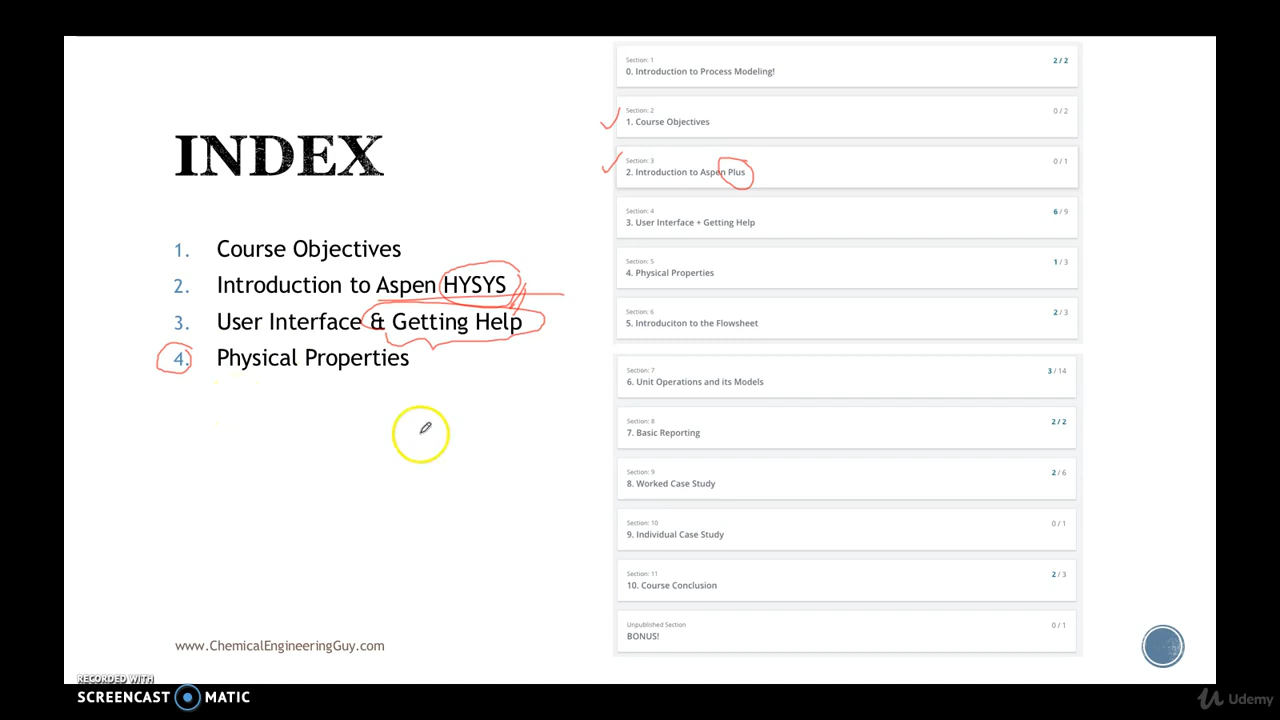 INDEX
1. Course Objectives
2. Introduction to Aspen HYSYS
3. User Interface & Getting Help
4. Physical Properties
www.ChemicalEngineeringGuy.com
Section: 1
0. Introduction to Process Modeling!
2 / 2
Section: 2
1. Course Objectives
0 / 2
Section: 3
2. Introduction to Aspen Plus
0 / 1
Section: 4
3. User Interface + Getting Help
6 / 9
Section: 5
4. Physical Properties
1 / 3
Section: 6
5. Introduciton to the Flowsheet
2 / 3
Section: 7
6. Unit Operations and its Models
3 / 14
Section: 8
7. Basic Reporting
2 / 2
Section: 9
8. Worked Case Study
2 / 6
Section: 10
9. Individual Case Study
0 / 1
Section: 11
10. Course Conclusion
2 / 3
Unpublished Section
BONUS!
0 / 1
RECORDED WITH
SCREENCAST MATIC
Udemy